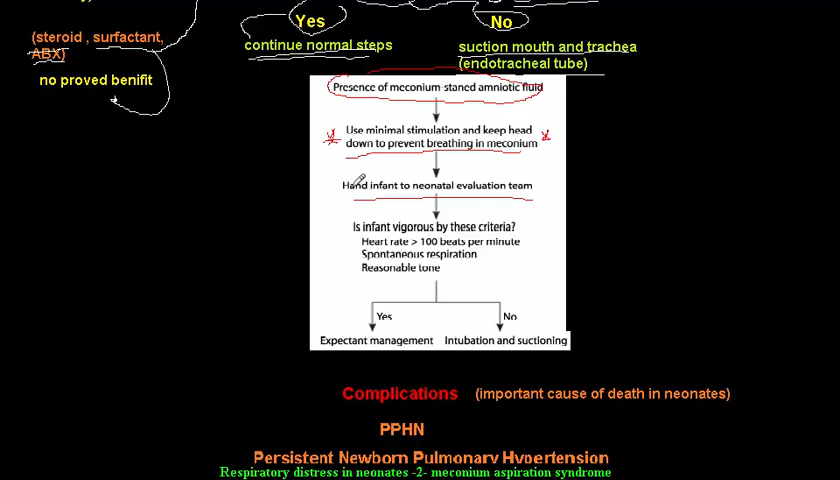 Yes
No
(steroid , surfactant,
ABX)
continue normal steps
suction mouth and trachea
(endotracheal tube)
no proved benifit
Presence of meconium-staned amniotic fluid
Use minimal stimulation and keep head
down to prevent breathing in meconium
Hand infant to neonatal evaluation team
Is infant vigorous by these criteria?
Heart rate > 100 beats per minute
Spontaneous respiration
Reasonable tone
Yes
No
Expectant management
Intubation and suctioning
Complications
(important cause of death in neonates)
PPHN
Persistent Newborn Pulmonary Hypertension
Respiratory distress in neonates -2- meconium aspiration syndrome